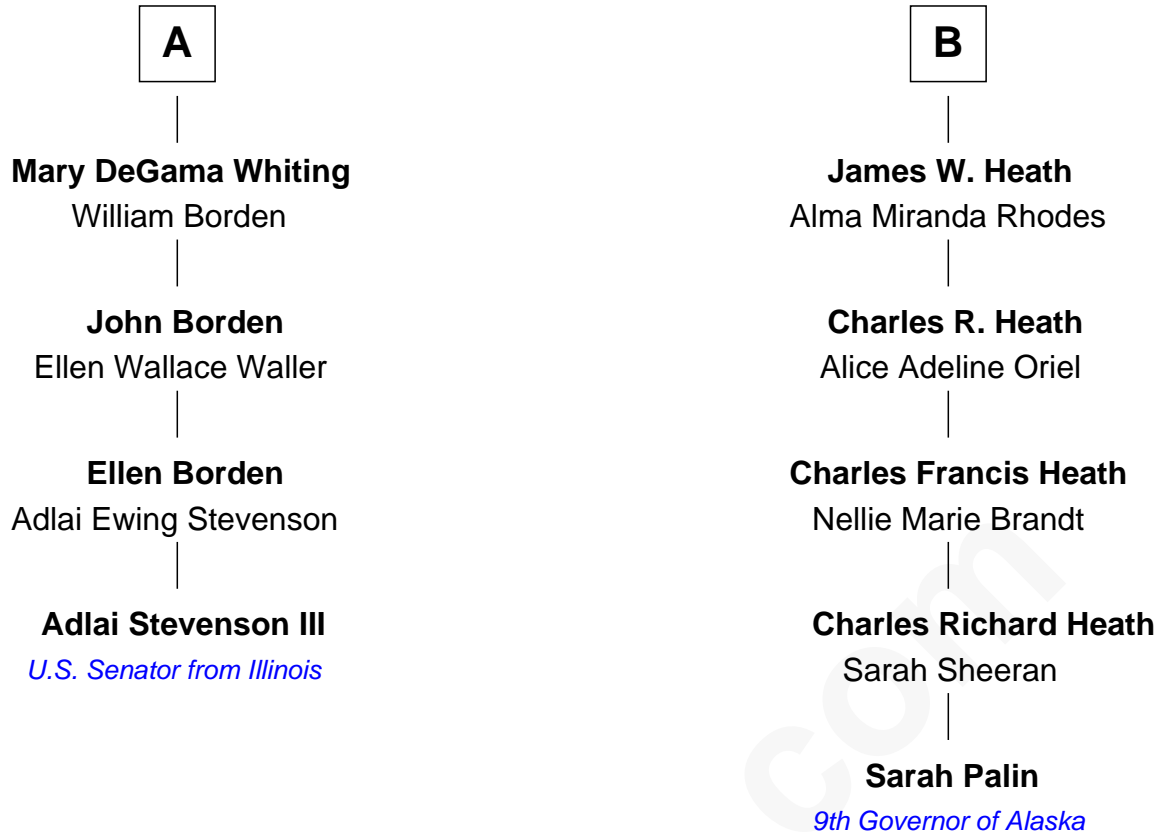 A
Mary DeGama Whiting
William Borden
John Borden
Ellen Wallace Waller
Ellen Borden
Adlai Ewing Stevenson
Adlai Stevenson III
U.S. Senator from Illinois
B
James W. Heath
Alma Miranda Rhodes
Charles R. Heath
Alice Adeline Oriel
Charles Francis Heath
Nellie Marie Brandt
Charles Richard Heath
Sarah Sheeran
Sarah Palin
9th Governor of Alaska
com